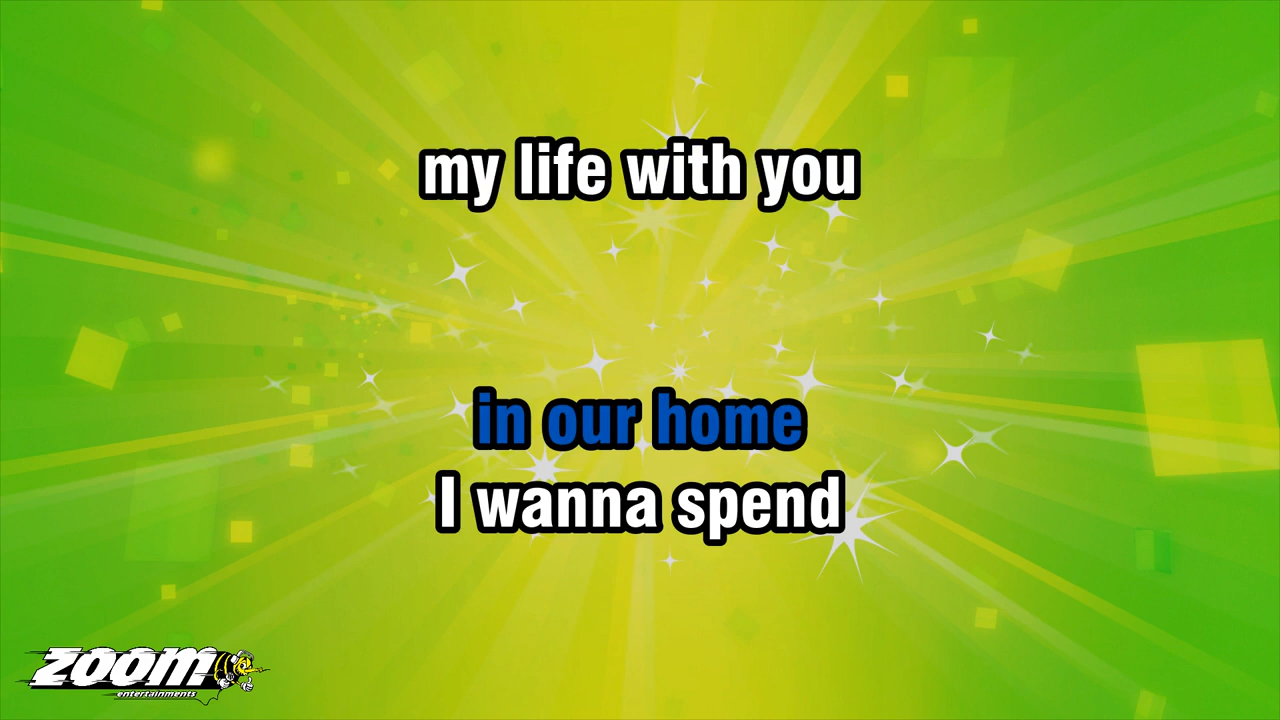 my life with you
in our home
I wanna spend
zoom
entertainments